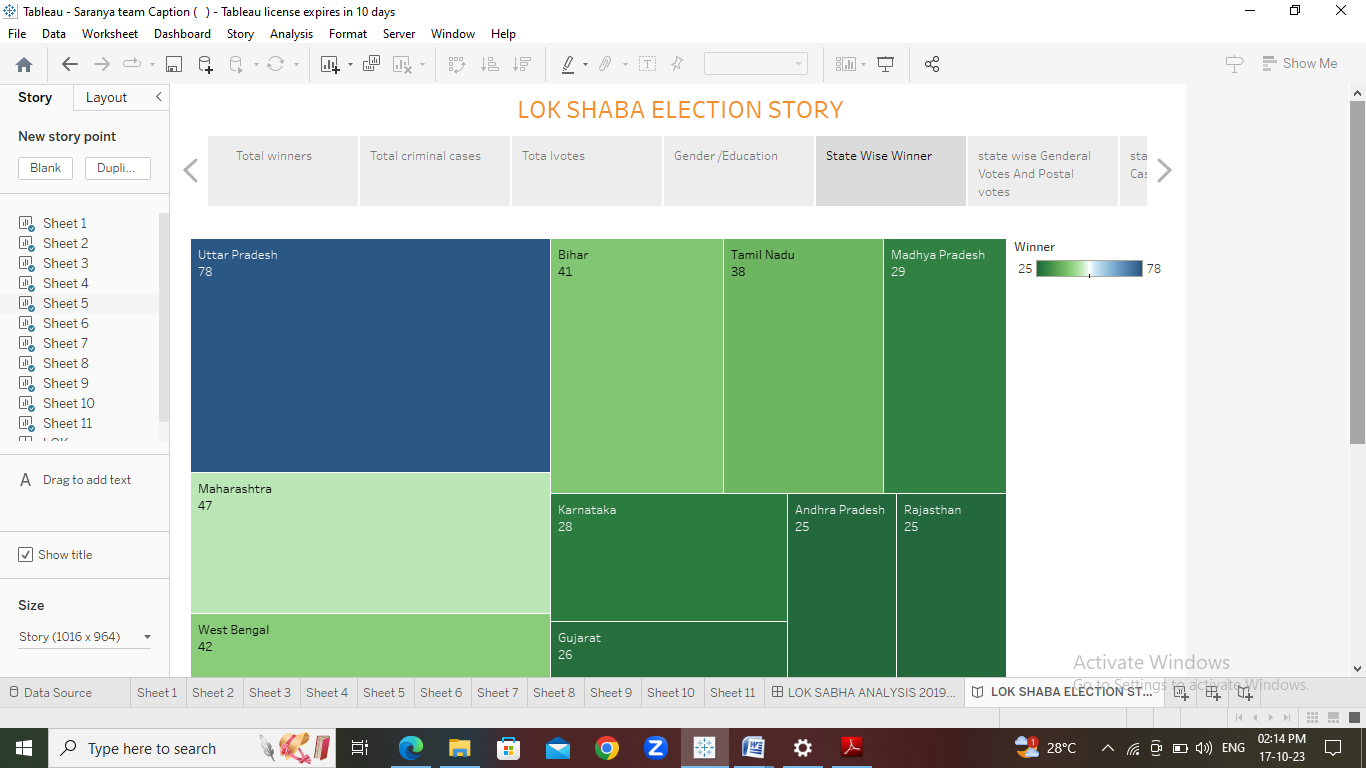 Tableau - Saranya team Caption ( ) - Tableau license expires in 10 days
File Data Worksheet Dashboard Story Analysis Format Server Window Help
Show Me
Story Layout
New story point
Blank Dupli...
Sheet 1
Sheet 2
Sheet 3
Sheet 4
Sheet 5
Sheet 6
Sheet 7
Sheet 8
Sheet 9
Sheet 10
Sheet 11
A Drag to add text
Show title
Size
Story (1016 x 964)
LOK SHABA ELECTION STORY
Total winners
Total criminal cases
Tota lvotes
Gender /Education
State Wise Winner
state wise Genderal
Votes And Postal
votes
sta
Cas
Uttar Pradesh
78
Bihar
41
Tamil Nadu
38
Madhya Pradesh
29
Maharashtra
47
Karnataka
28
Andhra Pradesh
25
Rajasthan
25
West Bengal
42
Gujarat
26
Winner
25 78
Activate Windows
Go to Settings to activate Windows.
Data Source Sheet 1 Sheet 2 Sheet 3 Sheet 4 Sheet 5 Sheet 6 Sheet 7 Sheet 8 Sheet 9 Sheet 10 Sheet 11 LOK SABHA ANALYSIS 2019... LOK SHABA ELECTION ST...
Type here to search
1 28°C ENG 02:14 PM
17-10-23